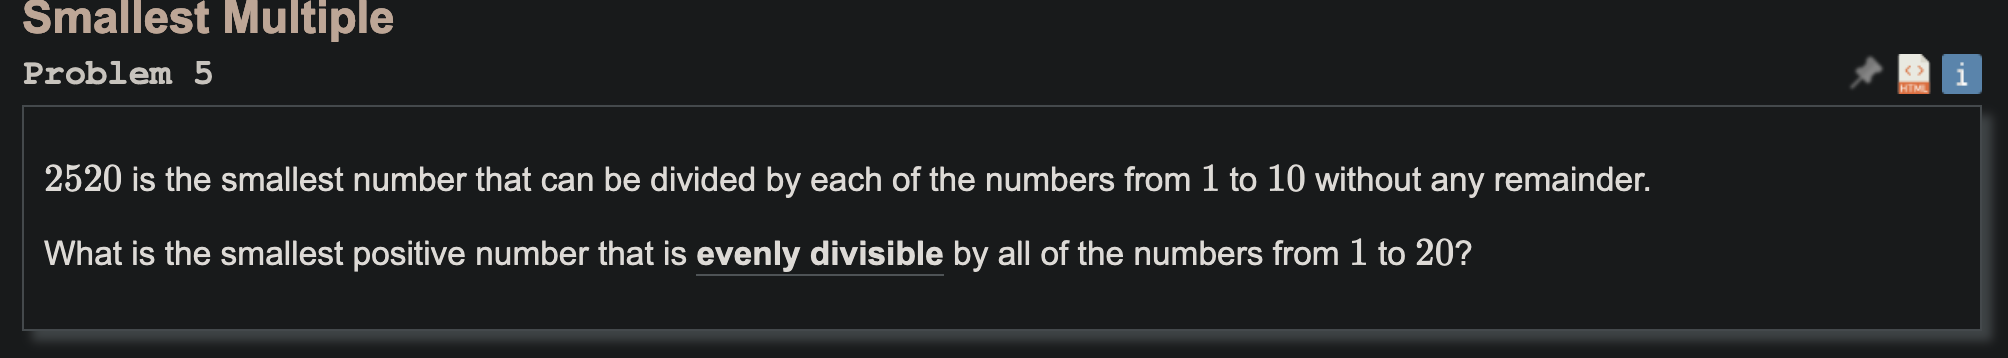 Smallest Multiple
Problem 5
<>
HTML
i
2520 is the smallest number that can be divided by each of the numbers from 1 to 10 without any remainder.
What is the smallest positive number that is evenly divisible by all of the numbers from 1 to 20?